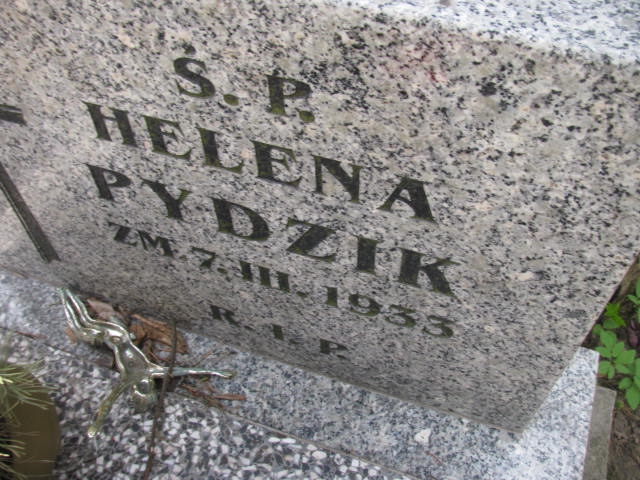 Ś. P.
HELENA
PYDZIK
ZM. 7. III. 1933
R. I. P.